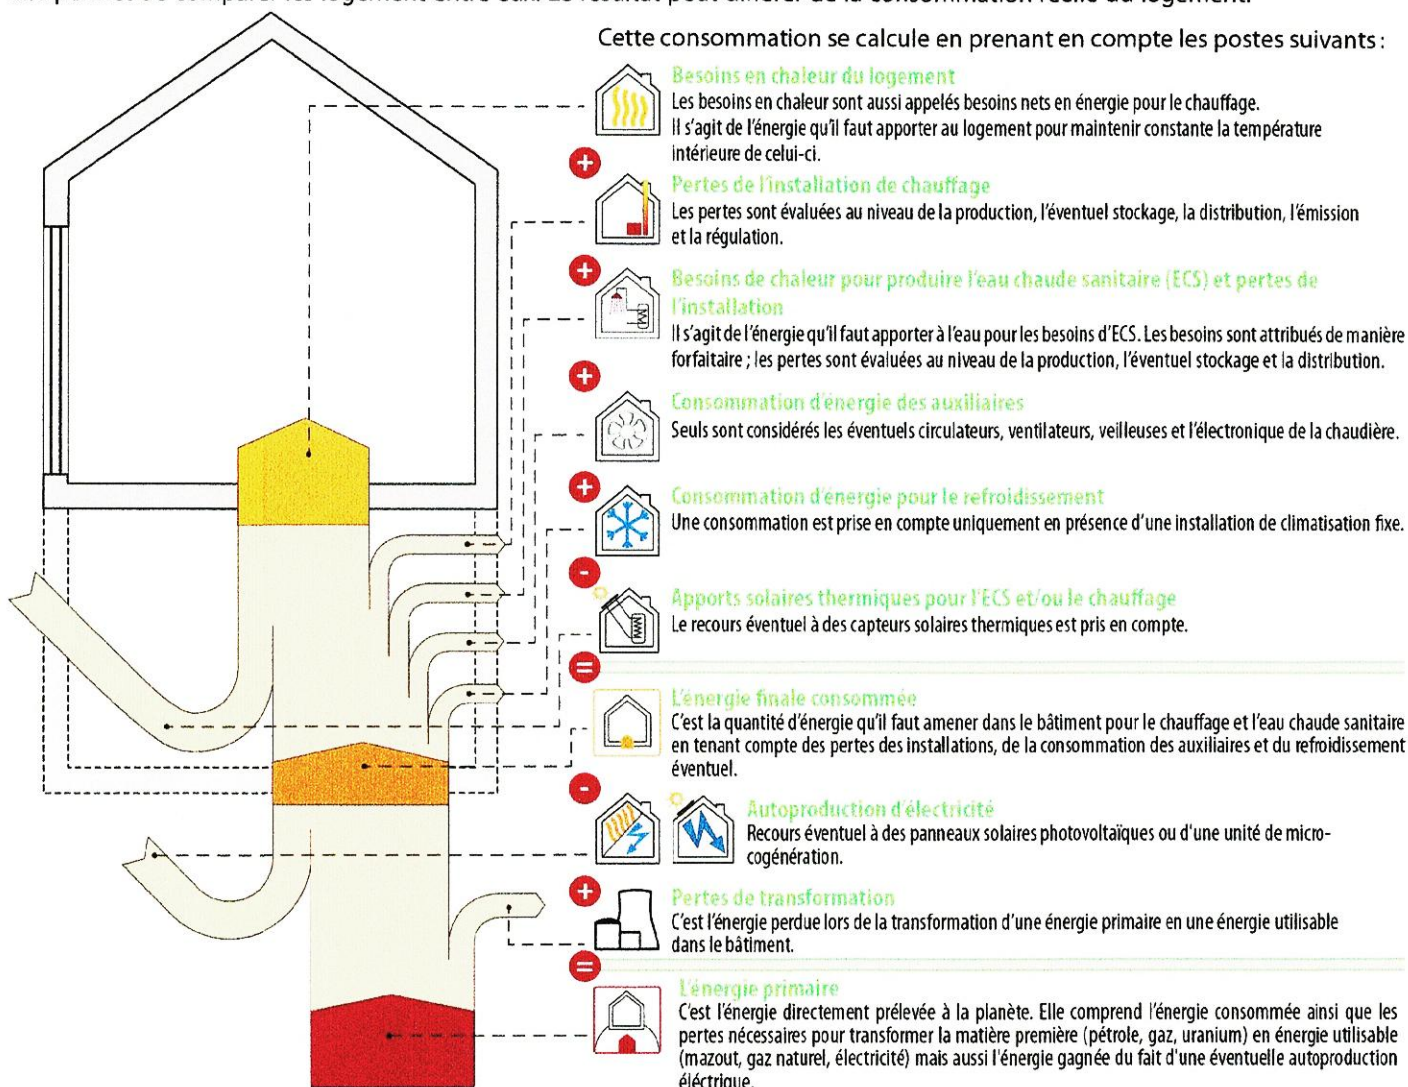 Cette consommation se calcule en prenant en compte les postes suivants :
Besoins en chaleur du logement
Les besoins en chaleur sont aussi appelés besoins nets en énergie pour le chauffage.
Il s'agit de l'énergie qu'il faut apporter au logement pour maintenir constante la température
intérieure de celui-ci.
+
Pertes de l'installation de chauffage
Les pertes sont évaluées au niveau de la production, l'éventuel stockage, la distribution, l'émission
et la régulation.
+
Besoins de chaleur pour produire l'eau chaude sanitaire (ECS) et pertes de
l'installation
Il s'agit de l'énergie qu'il faut apporter à l'eau pour les besoins d'ECS. Les besoins sont attribués de manière
forfaitaire ; les pertes sont évaluées au niveau de la production, l'éventuel stockage et la distribution.
+
Consommation d'énergie des auxiliaires
Seuls sont considérés les éventuels circulateurs, ventilateurs, veilleuses et l'électronique de la chaudière.
+
Consommation d'énergie pour le refroidissement
Une consommation est prise en compte uniquement en présence d'une installation de climatisation fixe.
-
Apports solaires thermiques pour l'ECS et/ou le chauffage
Le recours éventuel à des capteurs solaires thermiques est pris en compte.
=
L'énergie finale consommée
C'est la quantité d'énergie qu'il faut amener dans le bâtiment pour le chauffage et l'eau chaude sanitaire
en tenant compte des pertes des installations, de la consommation des auxiliaires et du refroidissement
éventuel.
-
Autoproduction d'électricité
Recours éventuel à des panneaux solaires photovoltaïques ou d'une unité de micro-
cogénération.
+
Pertes de transformation
C'est l'énergie perdue lors de la transformation d'une énergie primaire en une énergie utilisable
dans le bâtiment.
=
L'énergie primaire
C'est l'énergie directement prélevée à la planète. Elle comprend l'énergie consommée ainsi que les
pertes nécessaires pour transformer la matière première (pétrole, gaz, uranium) en énergie utilisable
(mazout, gaz naturel, électricité) mais aussi l'énergie gagnée du fait d'une éventuelle autoproduction
éléctrique.